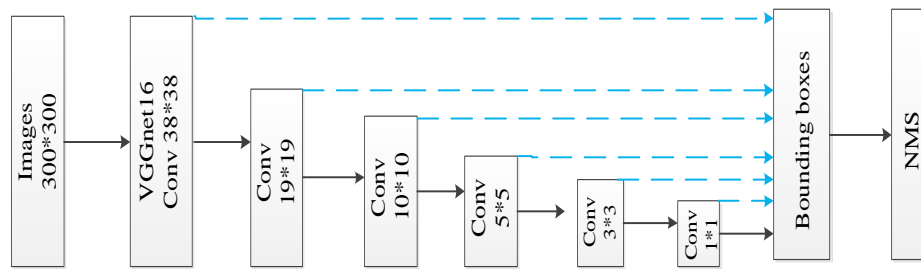 Images
300*300
VGGnet16
Conv 38*38
Conv
19*19
Conv
10*10
Conv
5*5
Conv
3*3
Conv
1*1
Bounding boxes
NMS